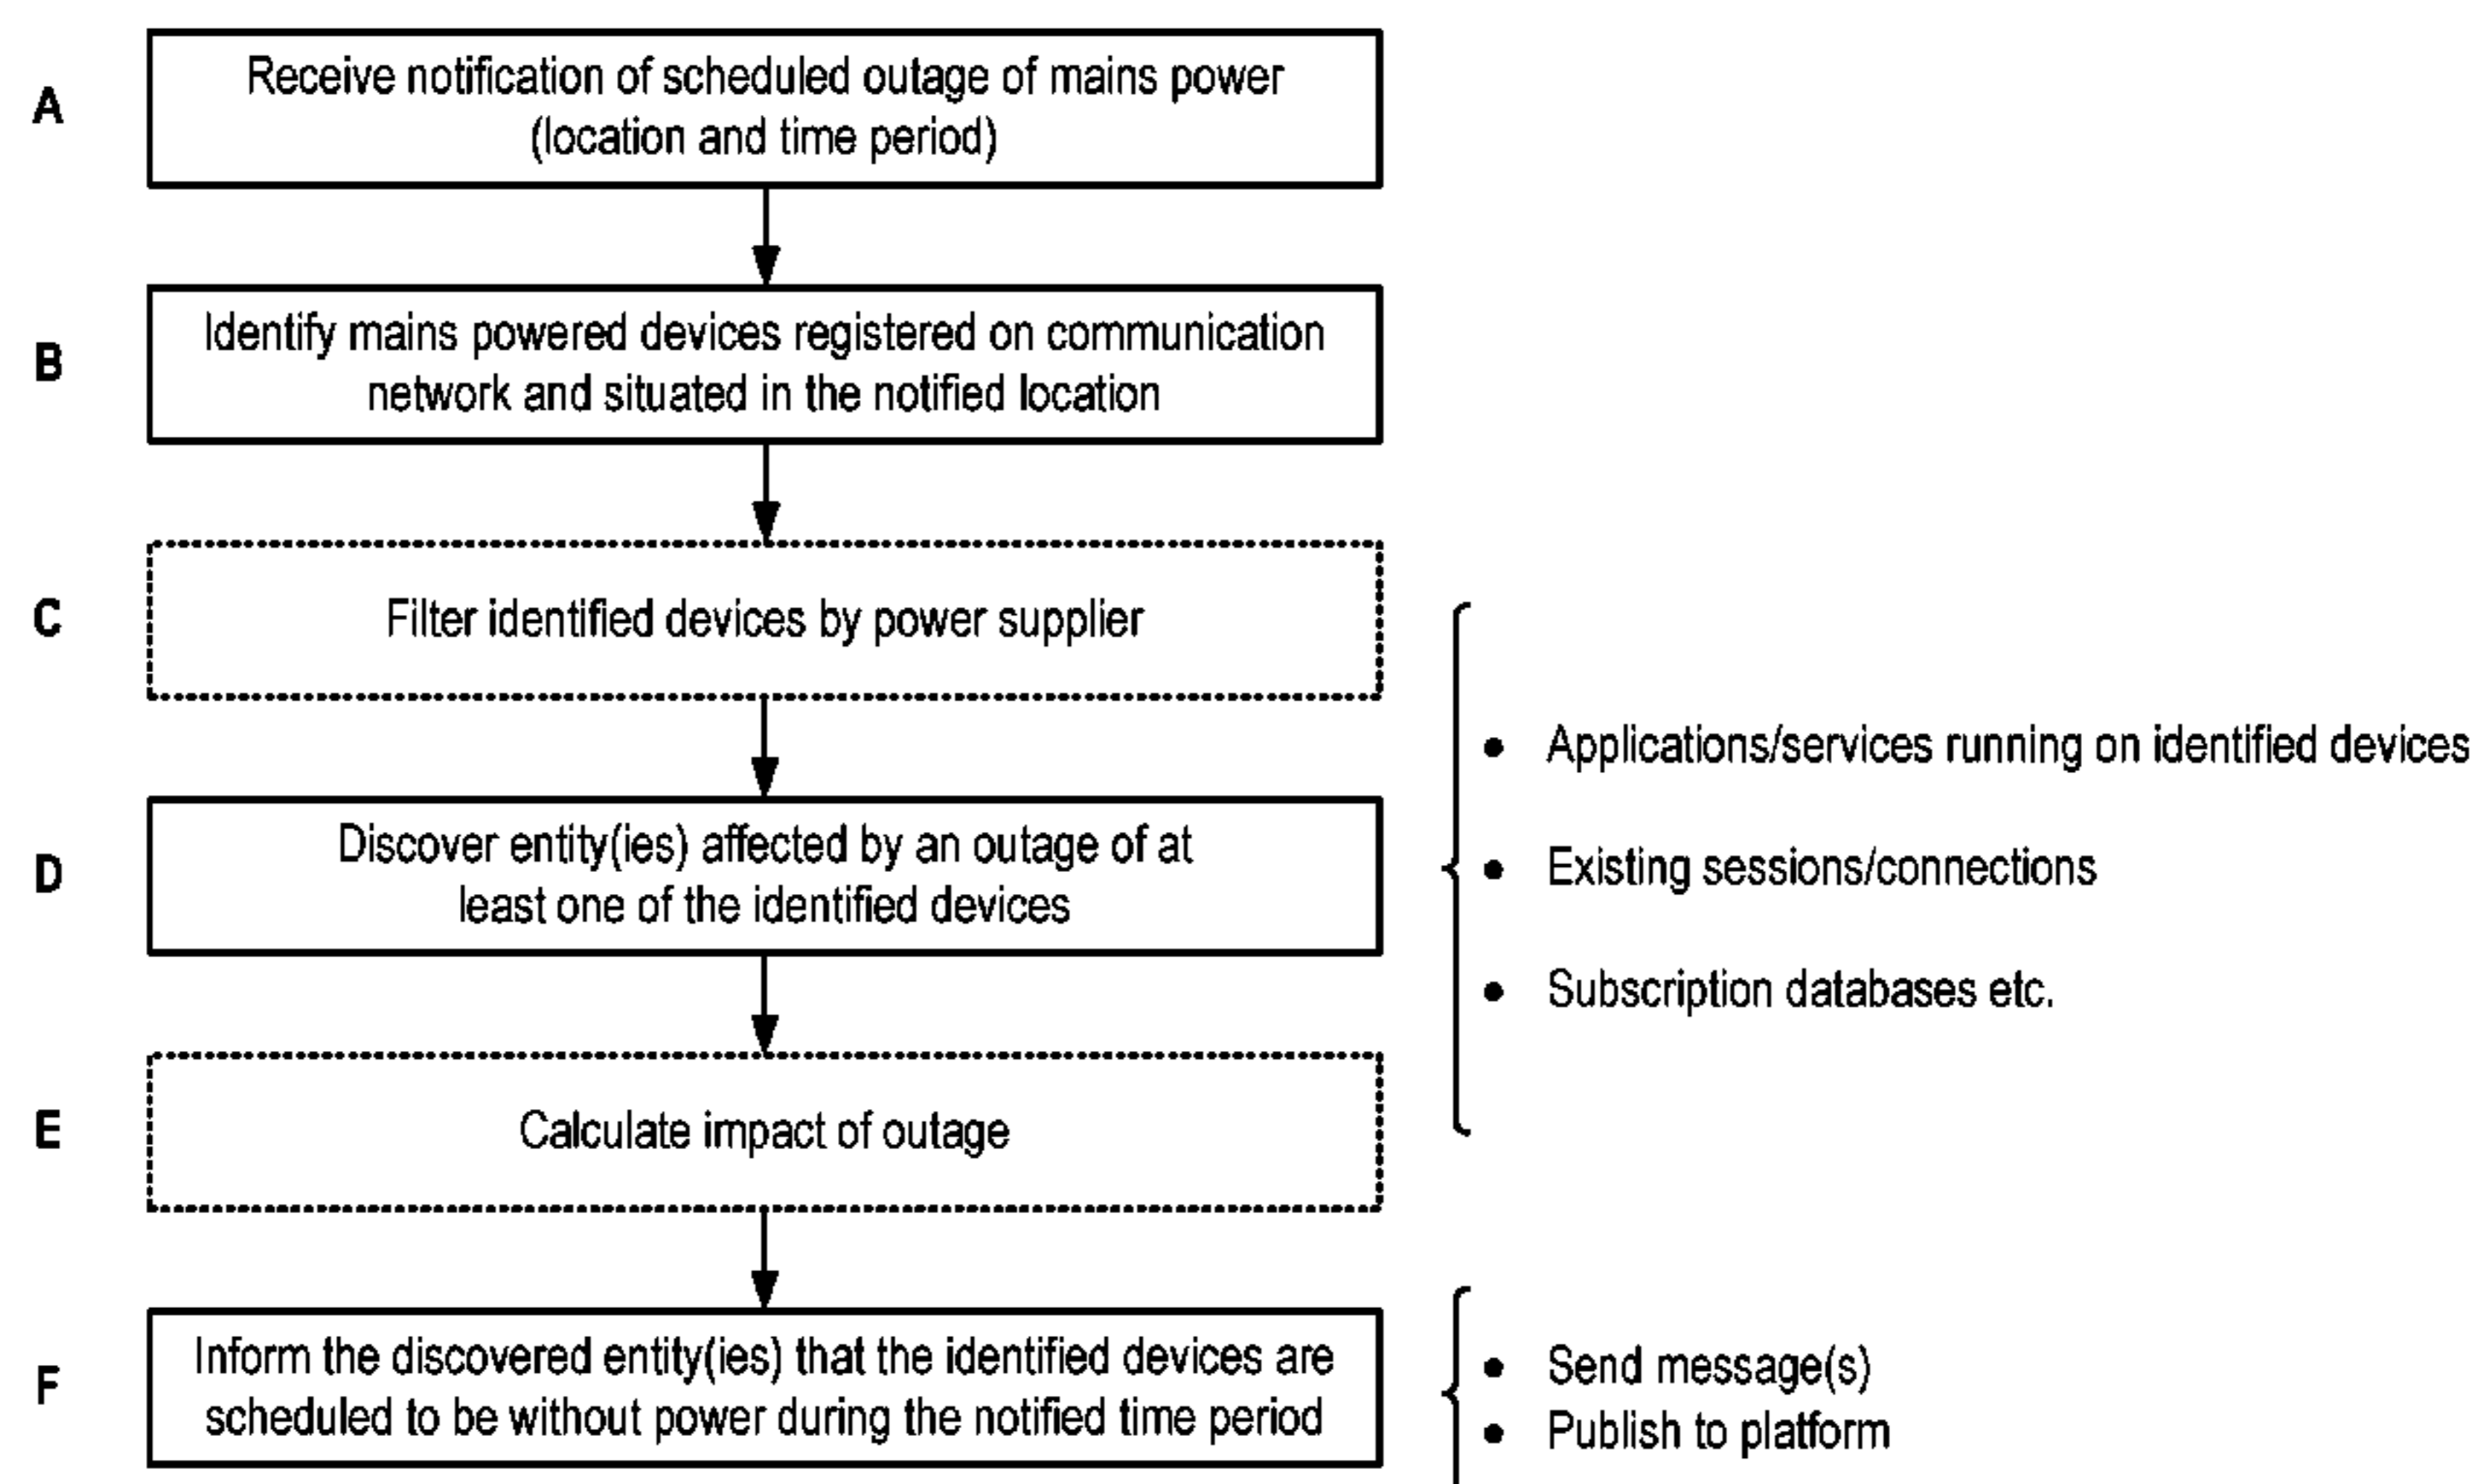 A
Receive notification of scheduled outage of mains power
(location and time period)
B
Identify mains powered devices registered on communication
network and situated in the notified location
C
Filter identified devices by power supplier
D
Discover entity(ies) affected by an outage of at
least one of the identified devices
• Applications/services running on identified devices
• Existing sessions/connections
• Subscription databases etc.
E
Calculate impact of outage
F
Inform the discovered entity(ies) that the identified devices are
scheduled to be without power during the notified time period
• Send message(s)
• Publish to platform